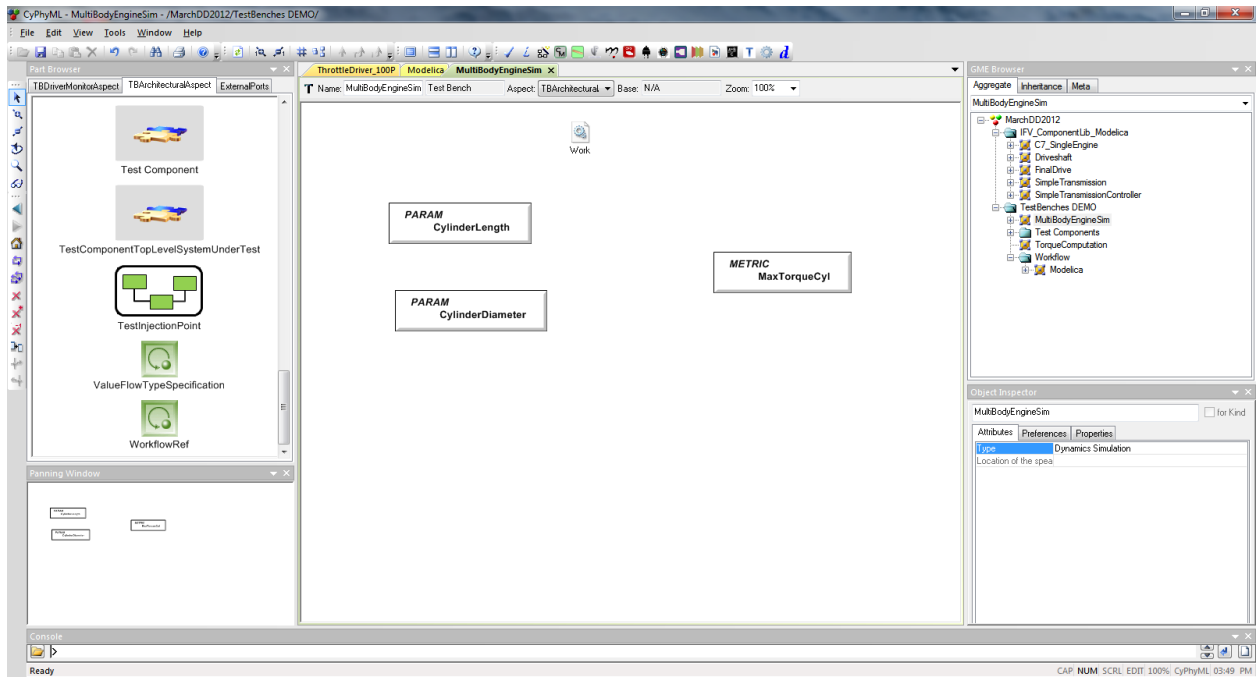 CyPhyML - MultiBodyEngineSim - /MarchDD2012/TestBenches DEMO/
File Edit View Tools Window Help
Part Browser
TBDriverMonitorAspect TBArchitecturalAspect ExternalPorts
Test Component
TestComponentTopLevelSystemUnderTest
TestInjectionPoint
ValueFlowTypeSpecification
WorkflowRef
Panning Window
ThrottleDriver_100P Modelica MultiBodyEngineSim
Name: MultiBodyEngineSim Test Bench Aspect: TBArchitectural Base: N/A Zoom: 100%
Work
PARAM
CylinderLength
METRIC
MaxTorqueCyl
PARAM
CylinderDiameter
GME Browser
Aggregate Inheritance Meta
MultiBodyEngineSim
MarchDD2012
IFV_ComponentLib_Modelica
C7_SingleEngine
Driveshaft
FinalDrive
SimpleTransmission
SimpleTransmissionController
TestBenches DEMO
MultiBodyEngineSim
Test Components
TorqueComputation
Workflow
Modelica
Object Inspector
MultiBodyEngineSim for Kind
Attributes Preferences Properties
Type Dynamics Simulation
Location of the spea
Console
>
Ready CAP NUM SCRL EDIT 100% CyPhyML 03:49 PM